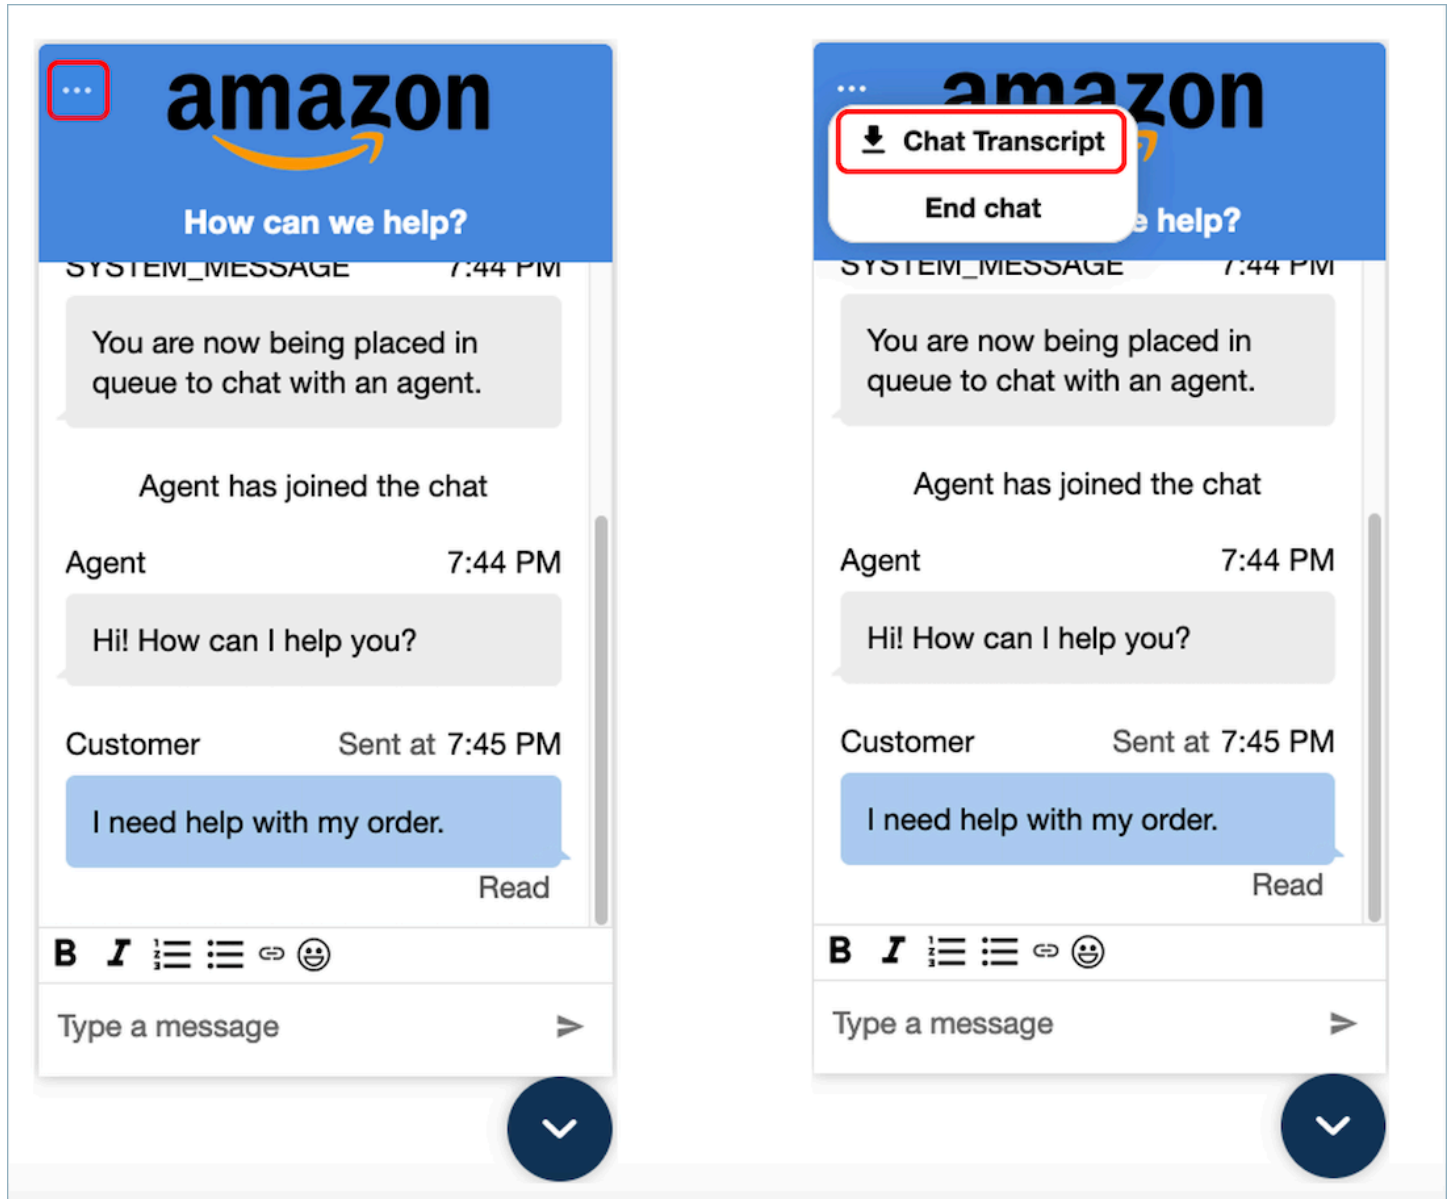 amazon
How can we help?
SYSTEM_MESSAGE 7:44 PM
You are now being placed in
queue to chat with an agent.
Agent has joined the chat
Agent 7:44 PM
Hi! How can I help you?
Customer Sent at 7:45 PM
I need help with my order.
Read
B I
Type a message
amazon
Chat Transcript
End chat
e help?
SYSTEM_MESSAGE 7:44 PM
You are now being placed in
queue to chat with an agent.
Agent has joined the chat
Agent 7:44 PM
Hi! How can I help you?
Customer Sent at 7:45 PM
I need help with my order.
Read
B I
Type a message